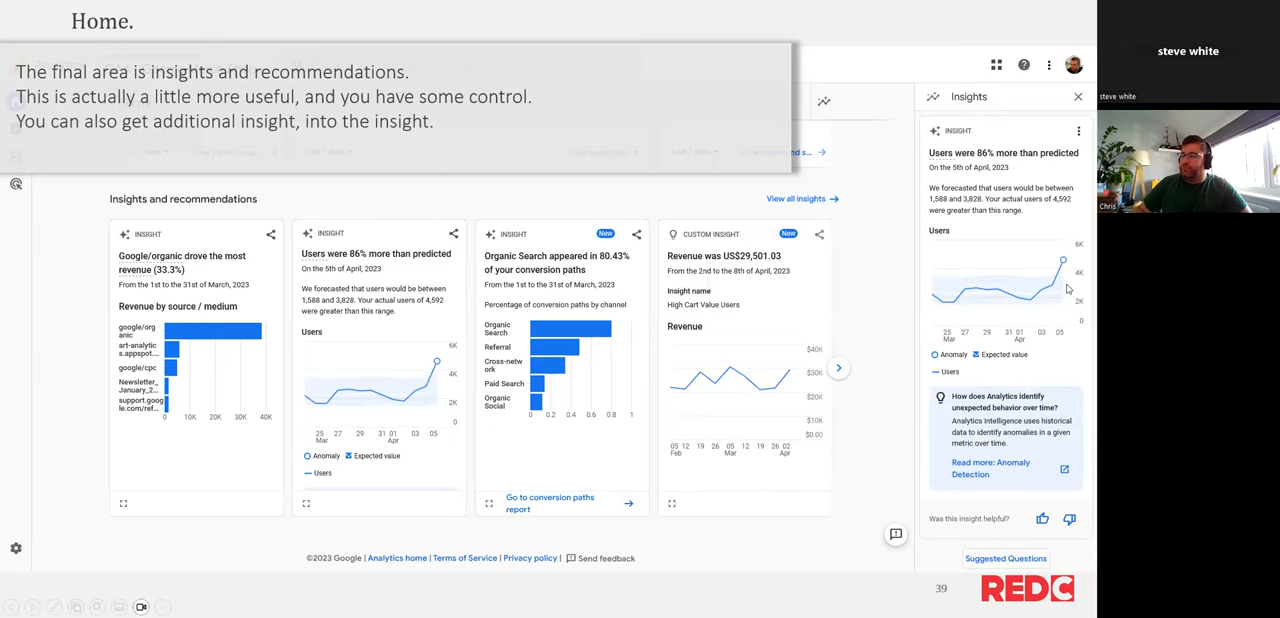 Home.
The final area is insights and recommendations.
This is actually a little more useful, and you have some control.
You can also get additional insight, into the insight.
Insights and recommendations
View all insights
INSIGHT
Google/organic drove the most
revenue (33.3%)
From the 1st to the 31st of March, 2023
Revenue by source / medium
google/org
anic
art-analytic
s.appspot....
google/cpc
Newsletter_
January_2...
support.goog
le.com/ref...
0 10K 20K 30K 40K
INSIGHT
Users were 86% more than predicted
On the 5th of April, 2023
We forecasted that users would be between
1,588 and 3,828. Your actual users of 4,592
were greater than this range.
Users
6K
4K
2K
0
25 27 29 31 01 03 05
Mar Apr
Anomaly Expected value
Users
INSIGHT New
Organic Search appeared in 80.43%
of your conversion paths
From the 1st to the 31st of March, 2023
Percentage of conversion paths by channel
Organic
Search
Referral
Cross-netw
ork
Paid Search
Organic
Social
0 0.2 0.4 0.6 0.8 1
Go to conversion paths
report
CUSTOM INSIGHT New
Revenue was US$29,501.03
From the 2nd to the 8th of April, 2023
Insight name
High Cart Value Users
Revenue
$40K
$30K
$20K
$10K
$0.00
05 12 19 26 05 12 19 26 02
Feb Mar Apr
©2023 Google | Analytics home | Terms of Service | Privacy policy | Send feedback
Insights
INSIGHT
Users were 86% more than predicted
On the 5th of April, 2023
We forecasted that users would be between
1,588 and 3,828. Your actual users of 4,592
were greater than this range.
Users
6K
4K
2K
0
25 27 29 31 01 03 05
Mar Apr
Anomaly Expected value
Users
How does Analytics identify
unexpected behavior over time?
Analytics Intelligence uses historical
data to identify anomalies in a given
metric over time.
Read more: Anomaly
Detection
Was this insight helpful?
Suggested Questions
39
REDC
steve white
steve white
Chris